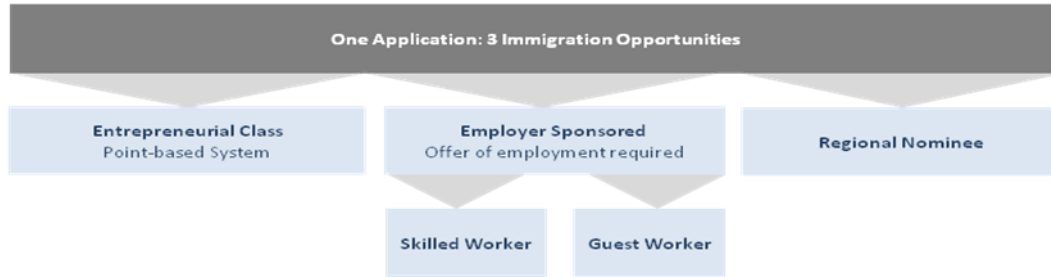 One Application: 3 Immigration Opportunities
Entrepreneurial Class
Point-based System
Employer Sponsored
Offer of employment required
Regional Nominee
Skilled Worker
Guest Worker